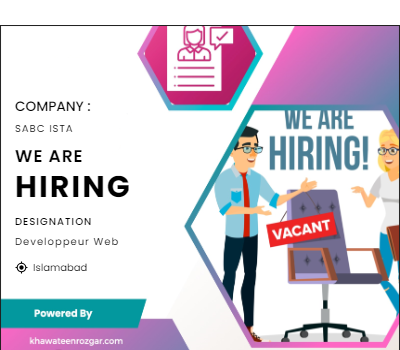 COMPANY :
SABC ISTA
WE ARE
HIRING
DESIGNATION
Developpeur Web
Islamabad
Powered By
khawateenrozgar.com
WE ARE
HIRING!
VACANT